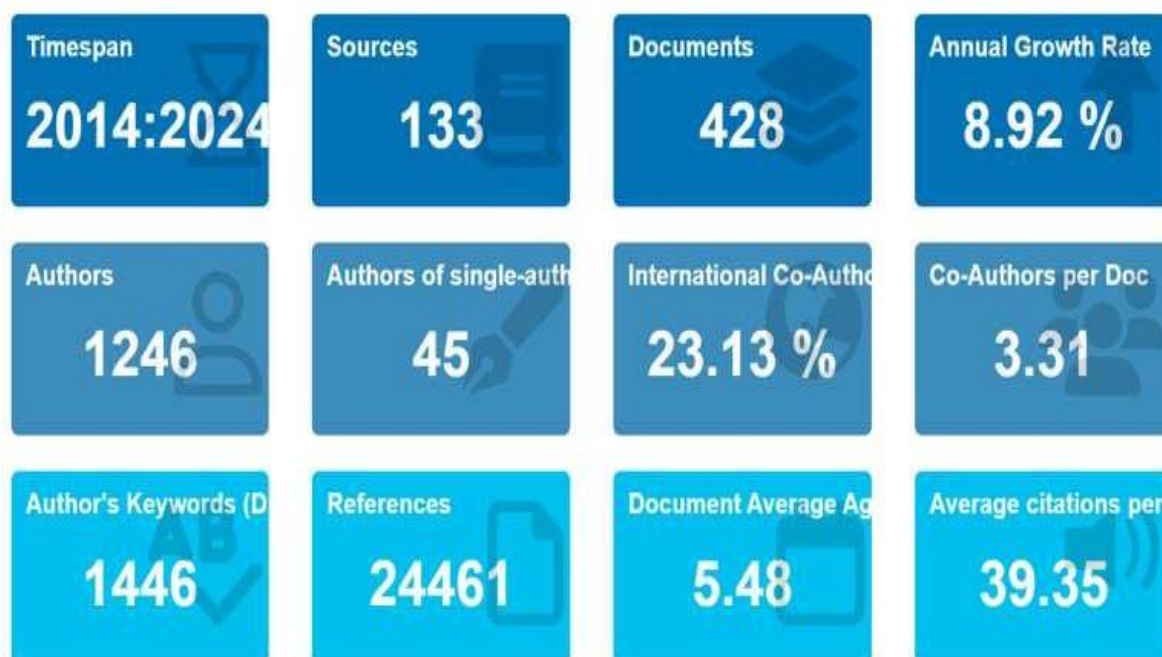 Timespan
2014:2024
Sources
133
Documents
428
Annual Growth Rate
8.92 %
Authors
1246
Authors of single-auth
45
International Co-Autho
23.13 %
Co-Authors per Doc
3.31
Author's Keywords (D
1446
References
24461
Document Average Ag
5.48
Average citations per
39.35
AB